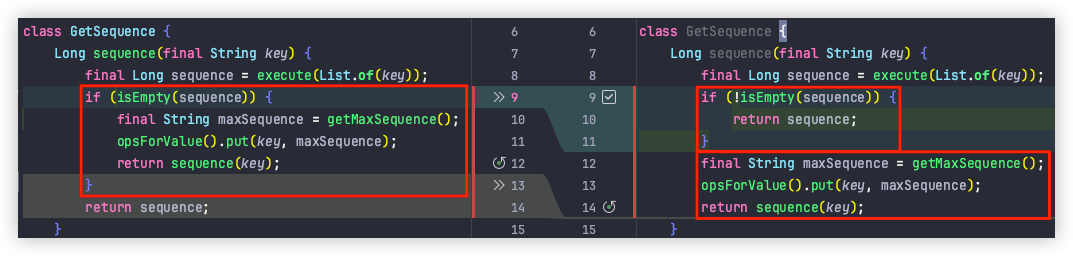 class GetSequence {
    Long sequence(final String key) {
        final Long sequence = execute(List.of(key));
        if (isEmpty(sequence)) {
            final String maxSequence = getMaxSequence();
            opsForValue().put(key, maxSequence);
            return sequence(key);
        }
        return sequence;
    }
6 6
7 7
8 8
9 9
10 10
11 11
12 12
13 13
14 14
15 15
class GetSequence {
    Long sequence(final String key) {
        final Long sequence = execute(List.of(key));
        if (!isEmpty(sequence)) {
            return sequence;
        }
        final String maxSequence = getMaxSequence();
        opsForValue().put(key, maxSequence);
        return sequence(key);
    }